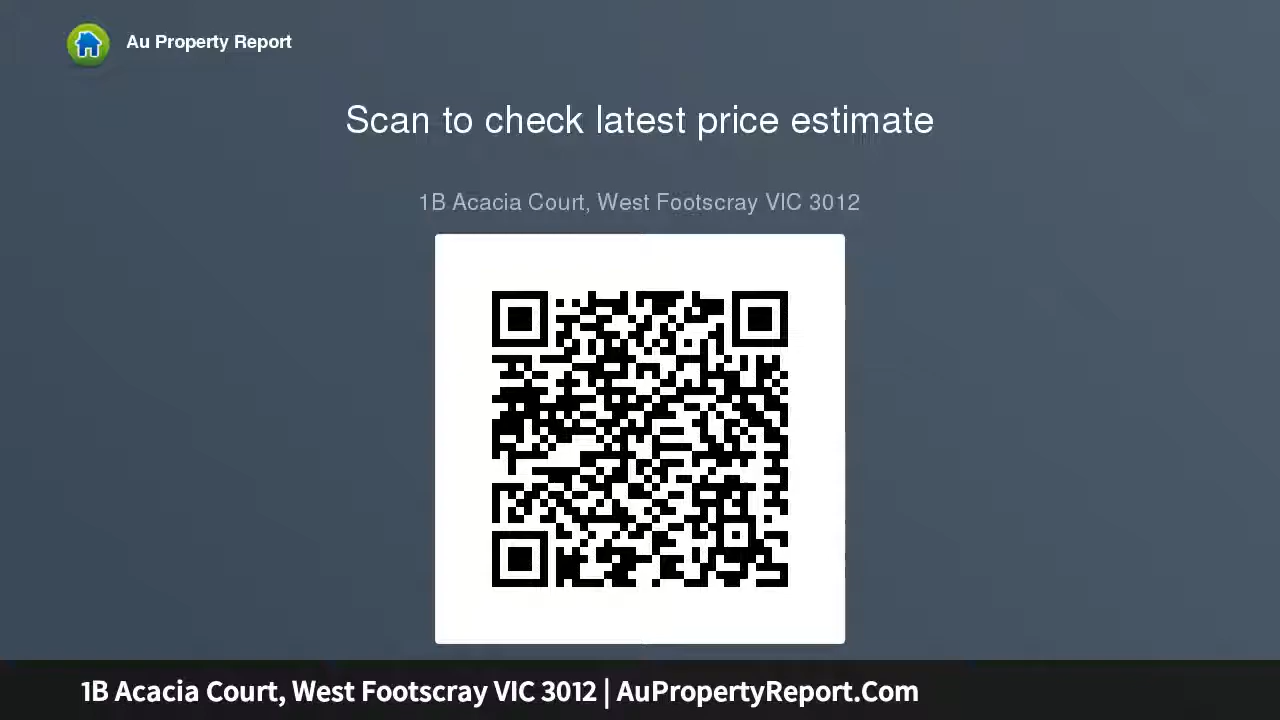 Au Property Report
Scan to check latest price estimate
1B Acacia Court, West Footscray VIC 3012
1B Acacia Court, West Footscray VIC 3012 | AuPropertyReport.Com